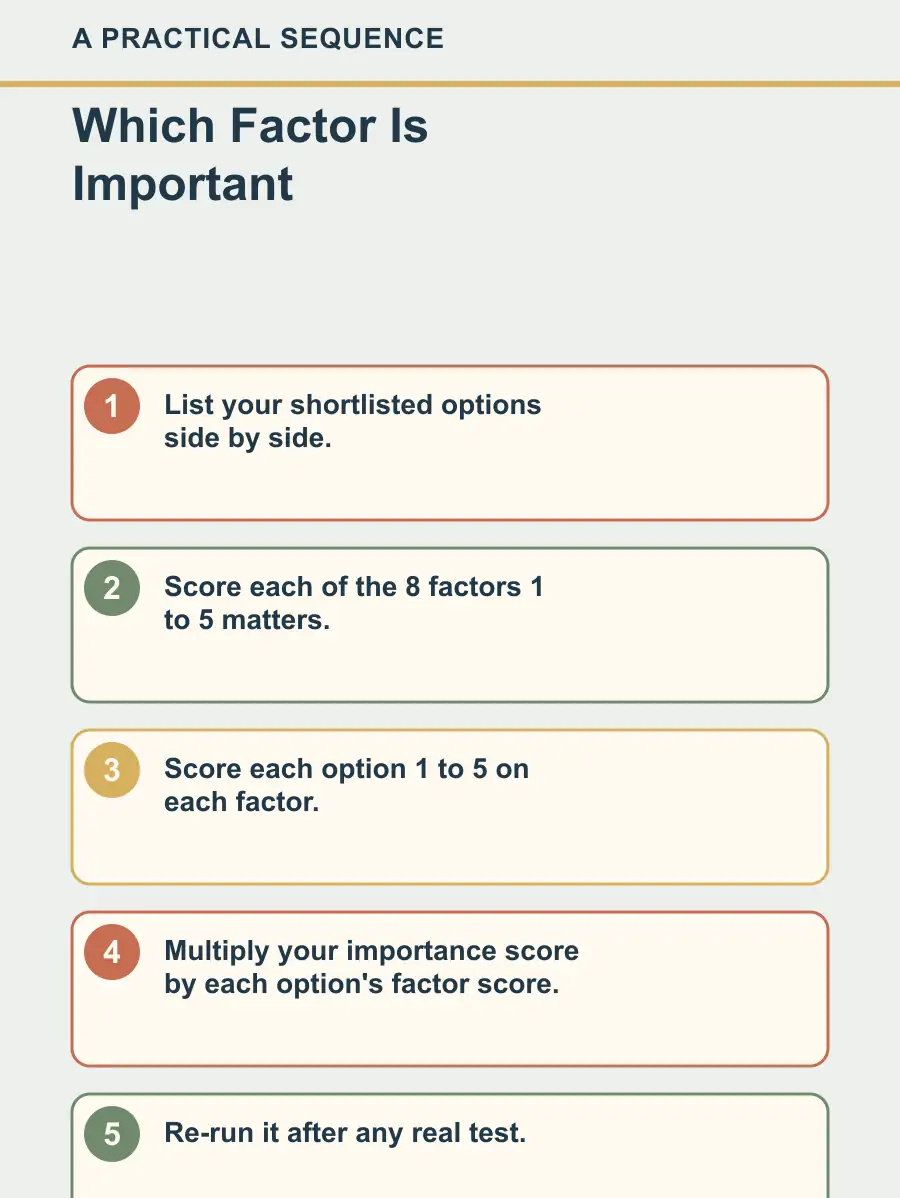 A PRACTICAL SEQUENCE
Which Factor Is
Important
1
List your shortlisted options
side by side.
2
Score each of the 8 factors 1
to 5 matters.
3
Score each option 1 to 5 on
each factor.
4
Multiply your importance score
by each option's factor score.
5
Re-run it after any real test.